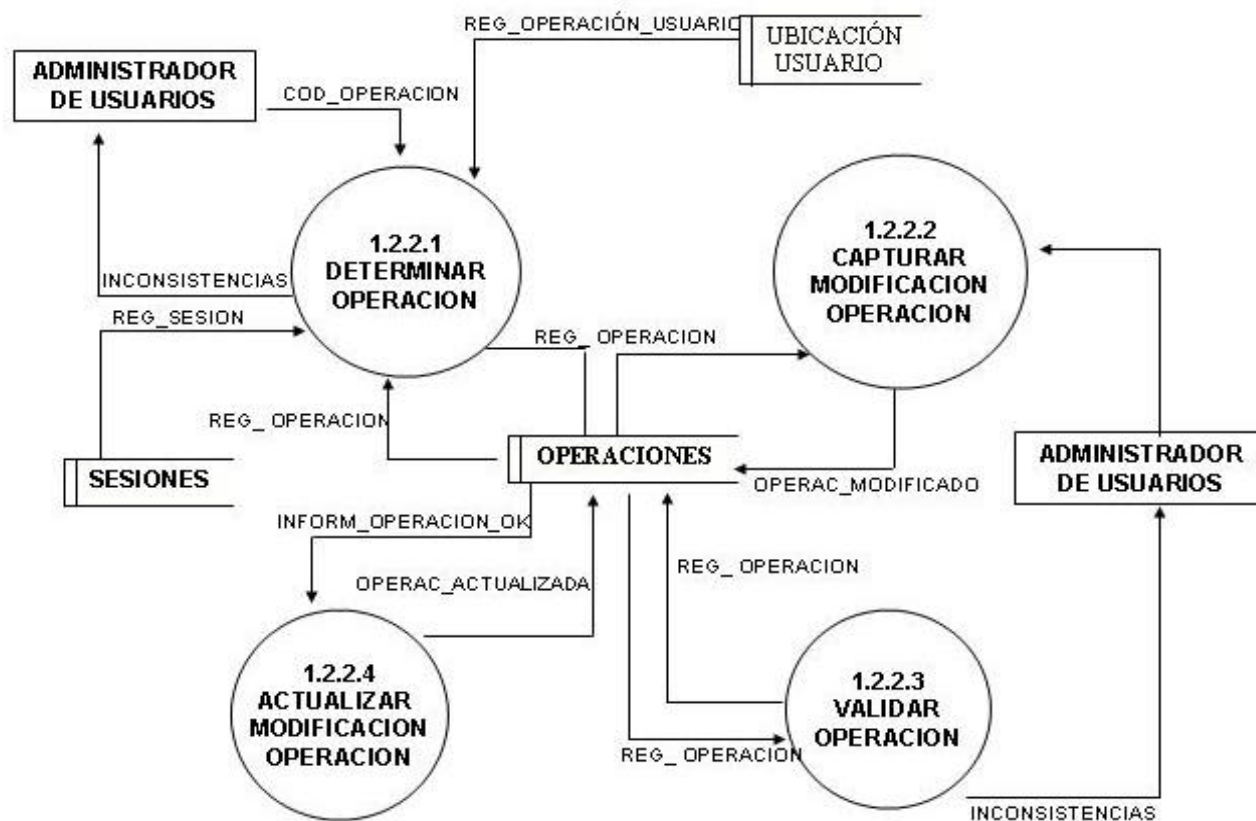 REG_OPERACIÓN_USUARIO
UBICACIÓN
USUARIO
ADMINISTRADOR
DE USUARIOS
COD_OPERACION
1.2.2.1
DETERMINAR
OPERACION
1.2.2.2
CAPTURAR
MODIFICACION
OPERACION
INCONSISTENCIAS
REG_SESION
REG_ OPERACION
REG_ OPERACION
SESIONES
OPERACIONES
ADMINISTRADOR
DE USUARIOS
OPERAC_MODIFICADO
INFORM_OPERACION_OK
OPERAC_ACTUALIZADA
REG_ OPERACION
1.2.2.4
ACTUALIZAR
MODIFICACION
OPERACION
1.2.2.3
VALIDAR
OPERACION
REG_ OPERACION
INCONSISTENCIAS